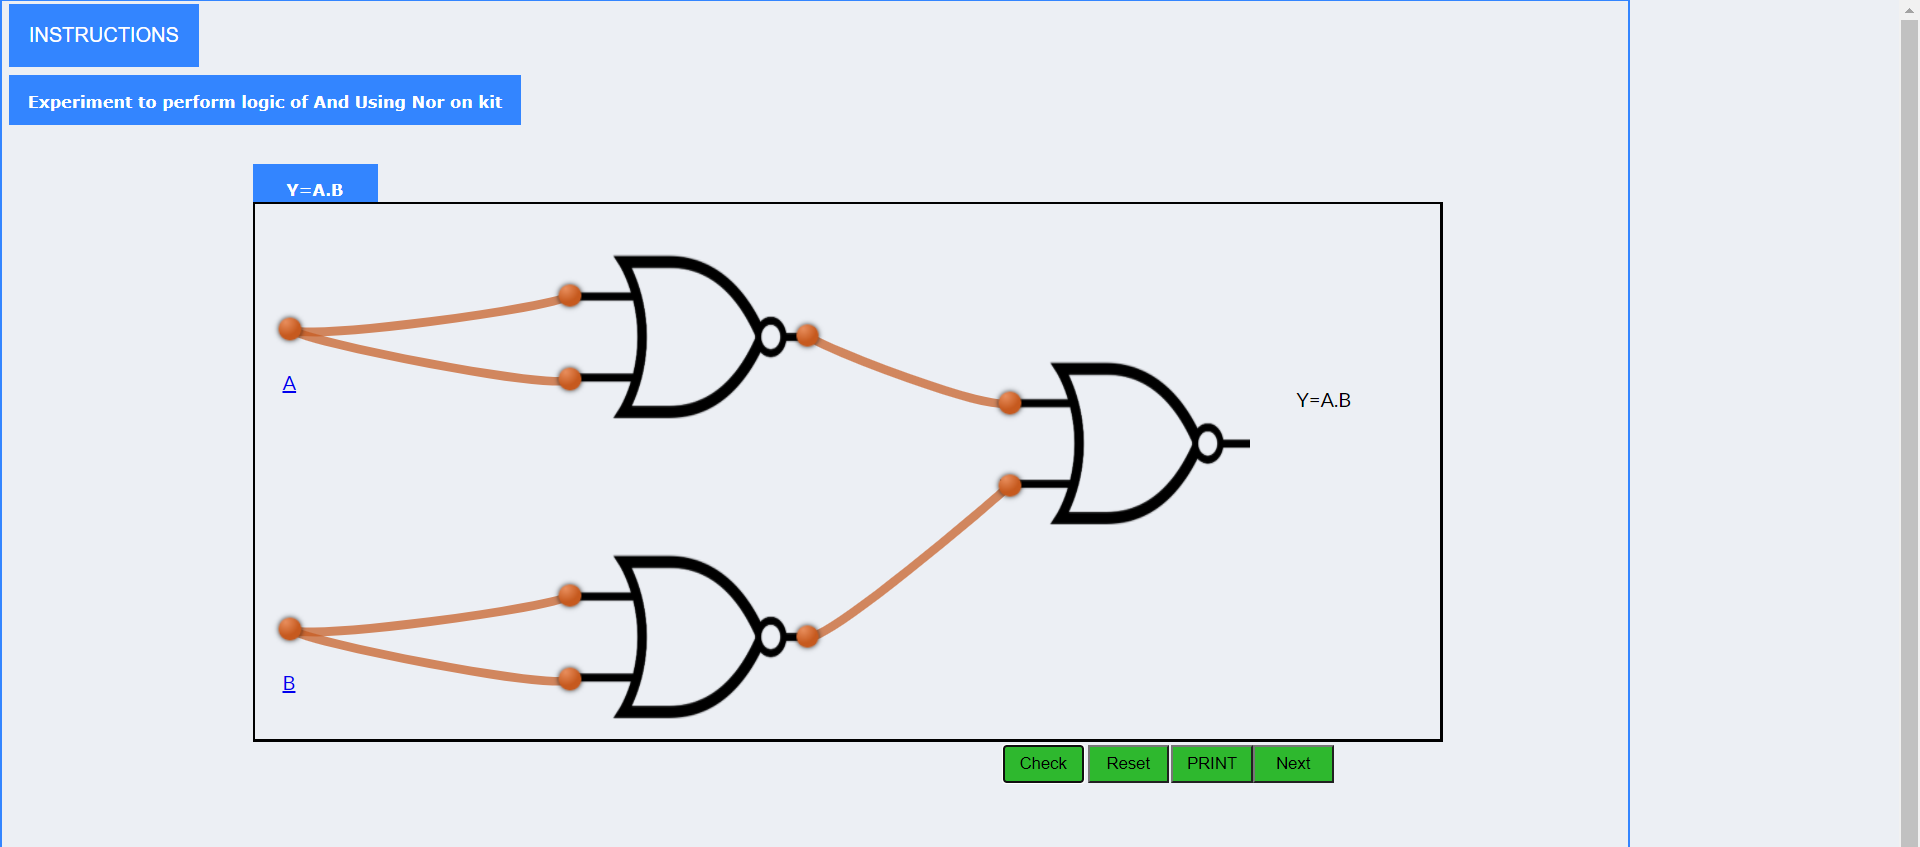 INSTRUCTIONS
Experiment to perform logic of And Using Nor on kit
Y=A.B
A
Y=A.B
B
Check Reset PRINT Next